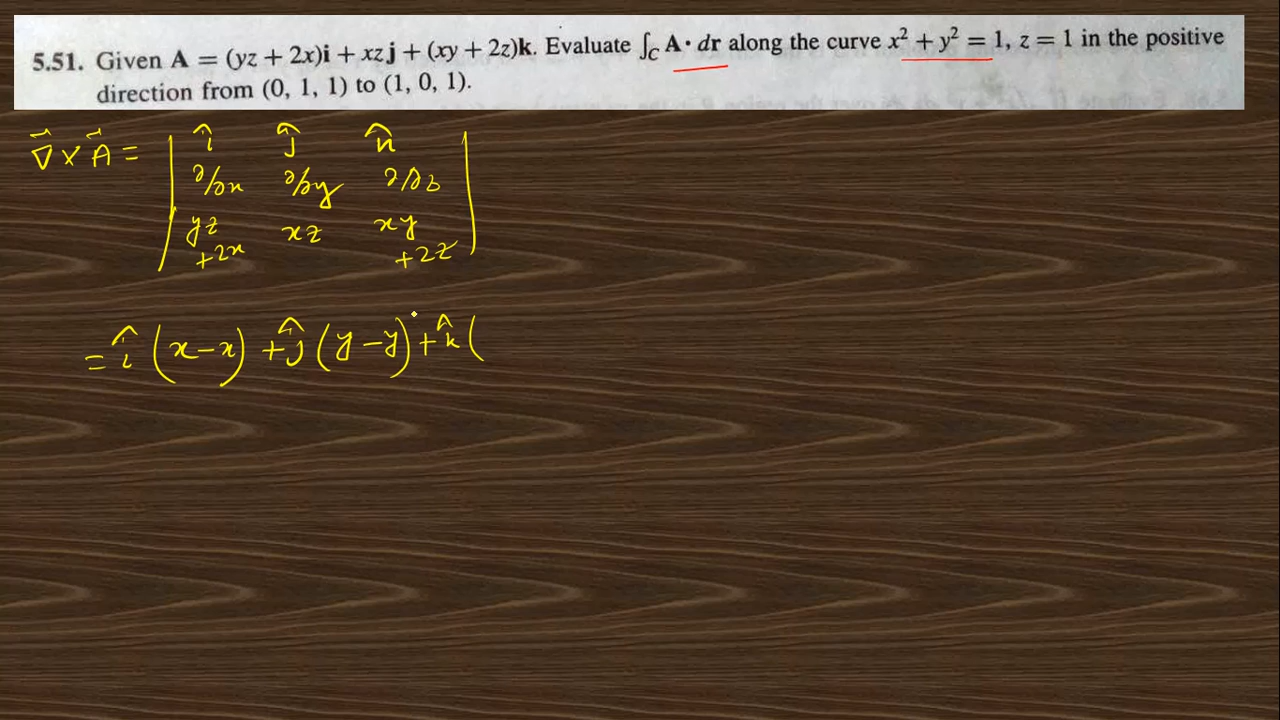 5.51. Given A = (yz + 2x)i + xz j + (xy + 2z)k. Evaluate ∫C A · dr along the curve x² + y² = 1, z = 1 in the positive
direction from (0, 1, 1) to (1, 0, 1).
∇⃗ × A⃗ = | î ĵ k̂ |
∂/∂x ∂/∂y ∂/∂z
yz xz xy
+2x +2z
= î (x - x) + ĵ (y - y) + k̂ (